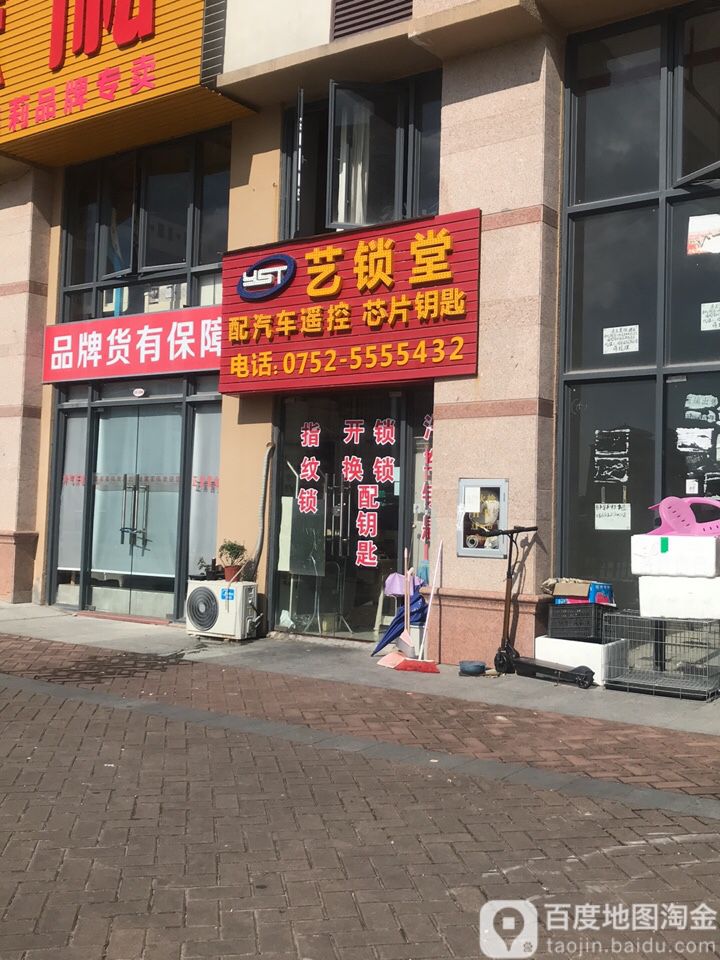 莉品牌专卖
品牌货有保障
YST
艺锁堂
配汽车遥控 芯片钥匙
电话:0752-5555432
指纹锁
开锁
换锁
配钥匙
百度地图淘金
taojin.baidu.com